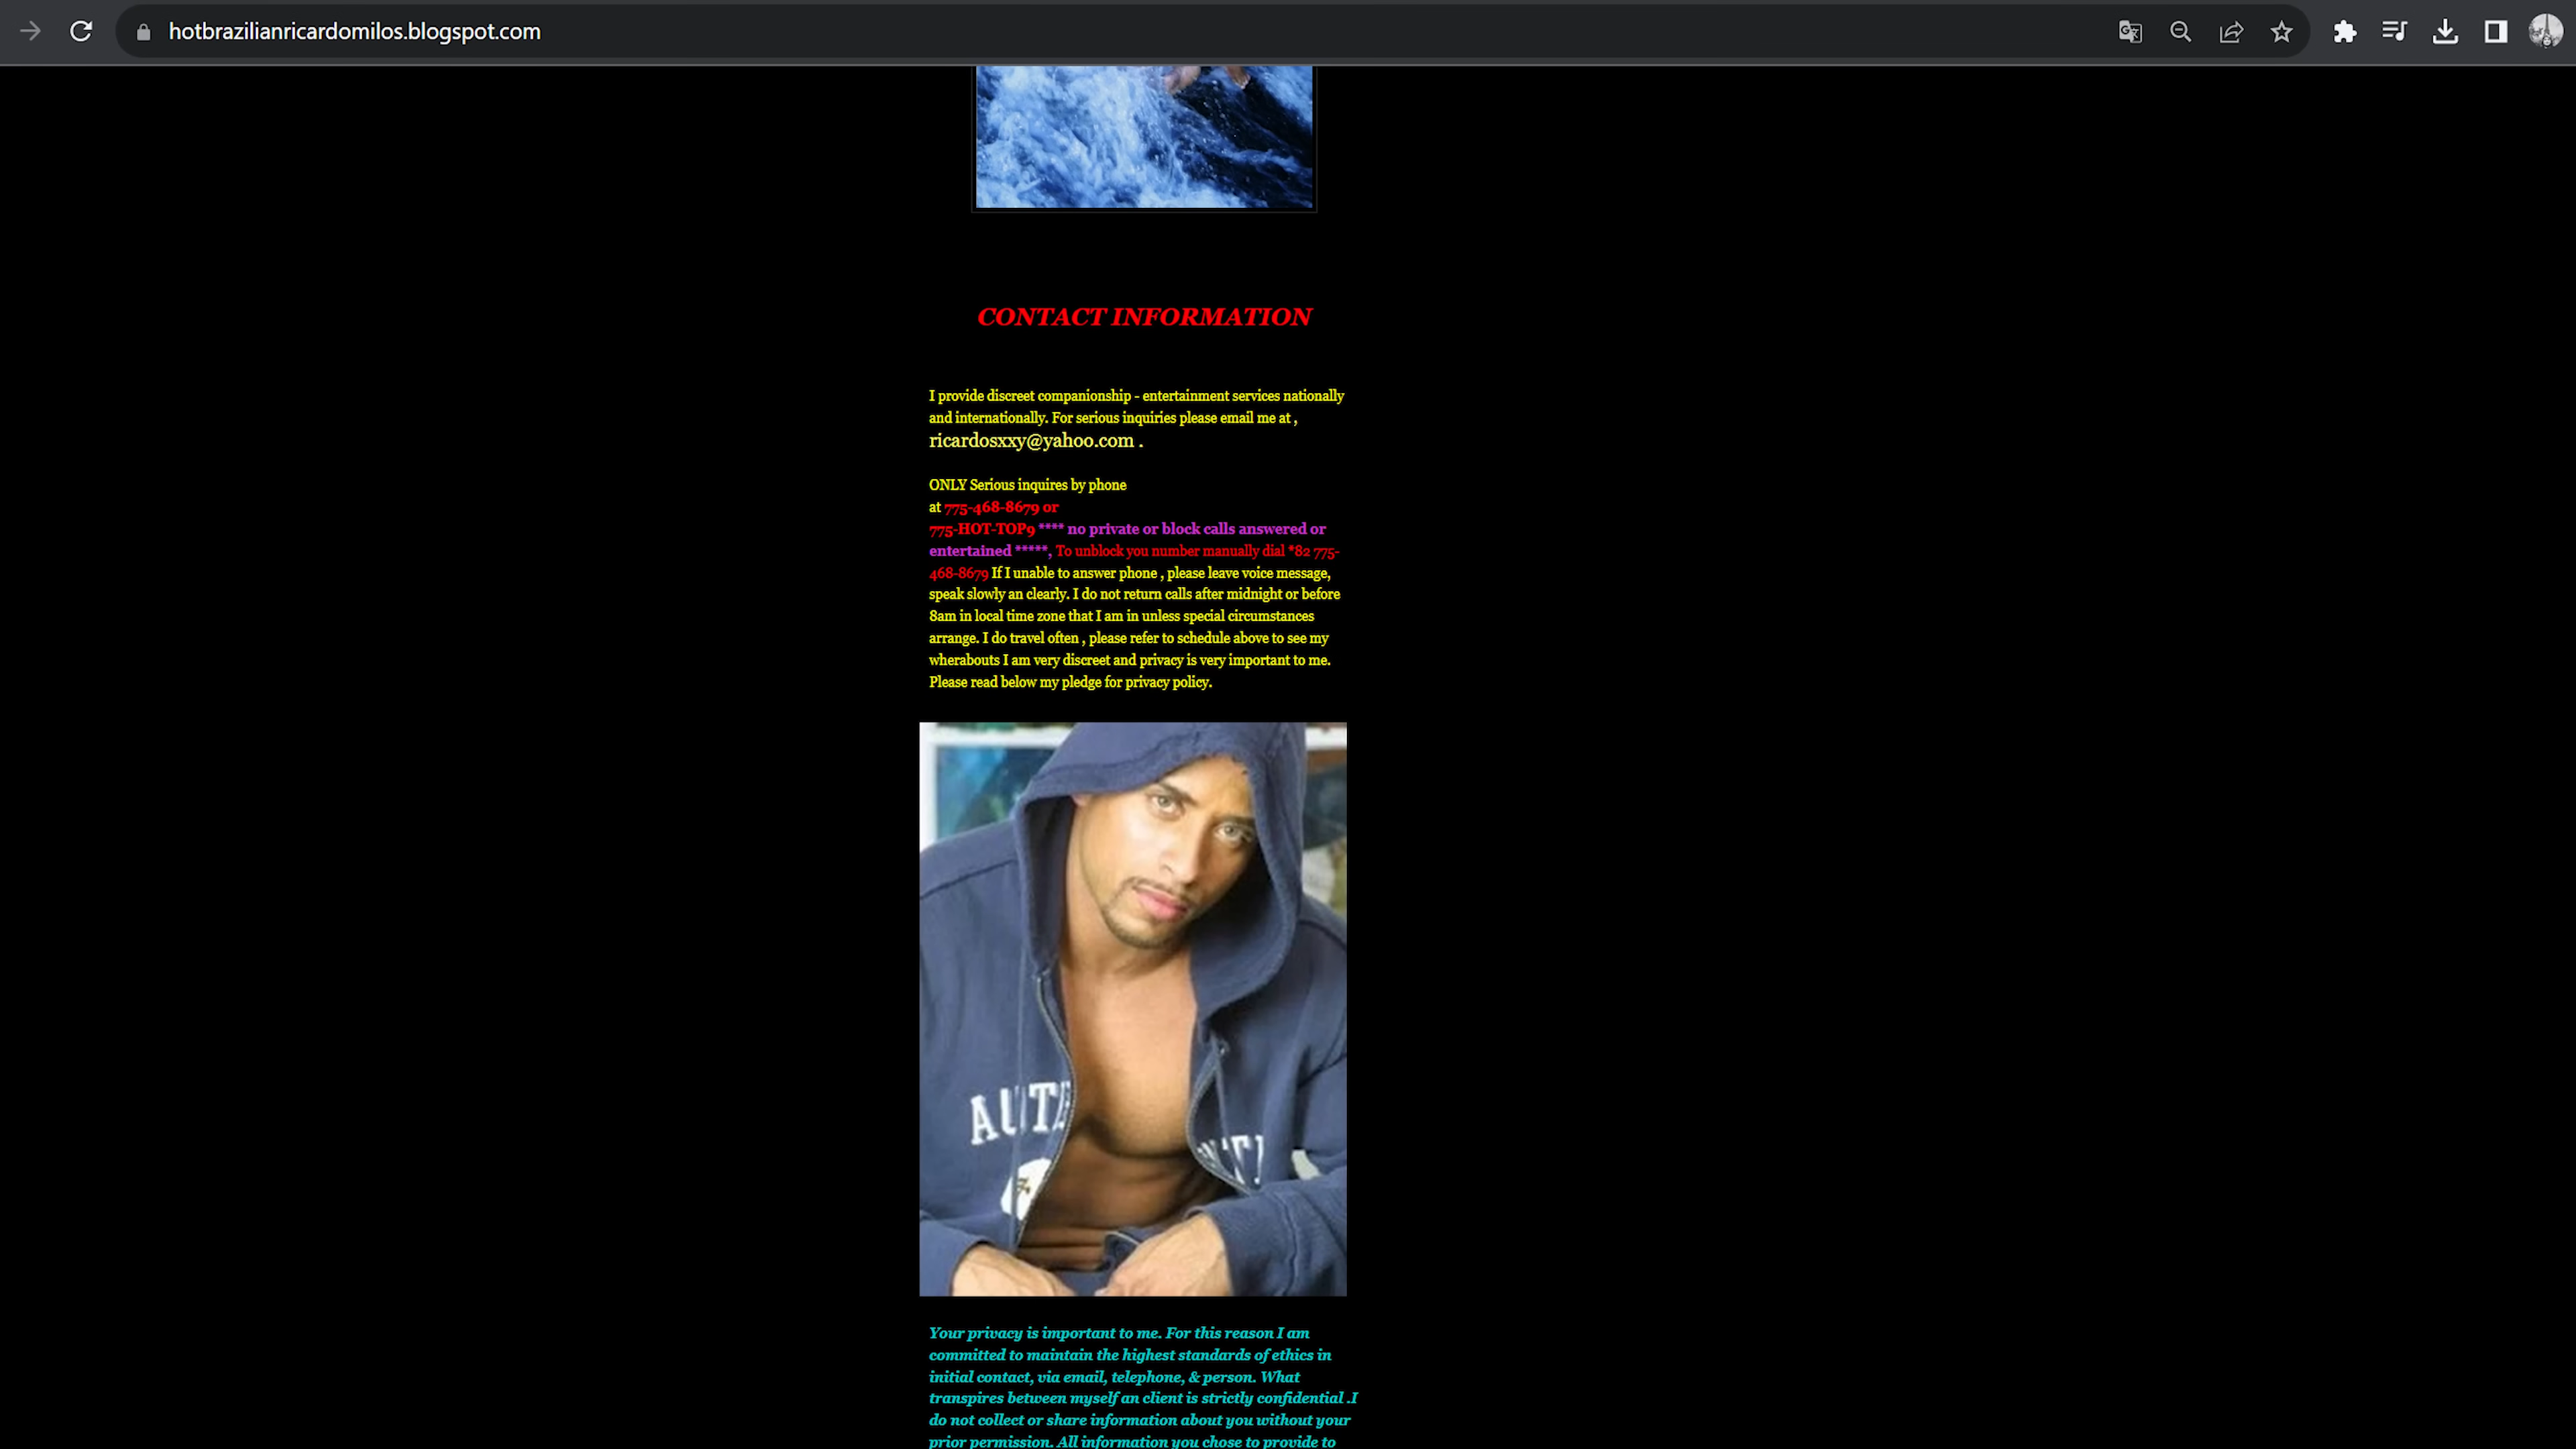 hotbrazilianricardomilos.blogspot.com
CONTACT INFORMATION
I provide discreet companionship - entertainment services nationally
and internationally. For serious inquiries please email me at ,
ricardosxxy@yahoo.com .
ONLY Serious inquires by phone
at 775-468-8679 or
775-HOT-TOP9 **** no private or block calls answered or
entertained *****, To unblock you number manually dial *82 775-
468-8679 If I unable to answer phone , please leave voice message,
speak slowly an clearly. I do not return calls after midnight or before
8am in local time zone that I am in unless special circumstances
arrange. I do travel often , please refer to schedule above to see my
wherabouts I am very discreet and privacy is very important to me.
Please read below my pledge for privacy policy.
Your privacy is important to me. For this reason I am
committed to maintain the highest standards of ethics in
initial contact, via email, telephone, & person. What
transpires between myself an client is strictly confidential .I
do not collect or share information about you without your
prior permission. All information you chose to provide to